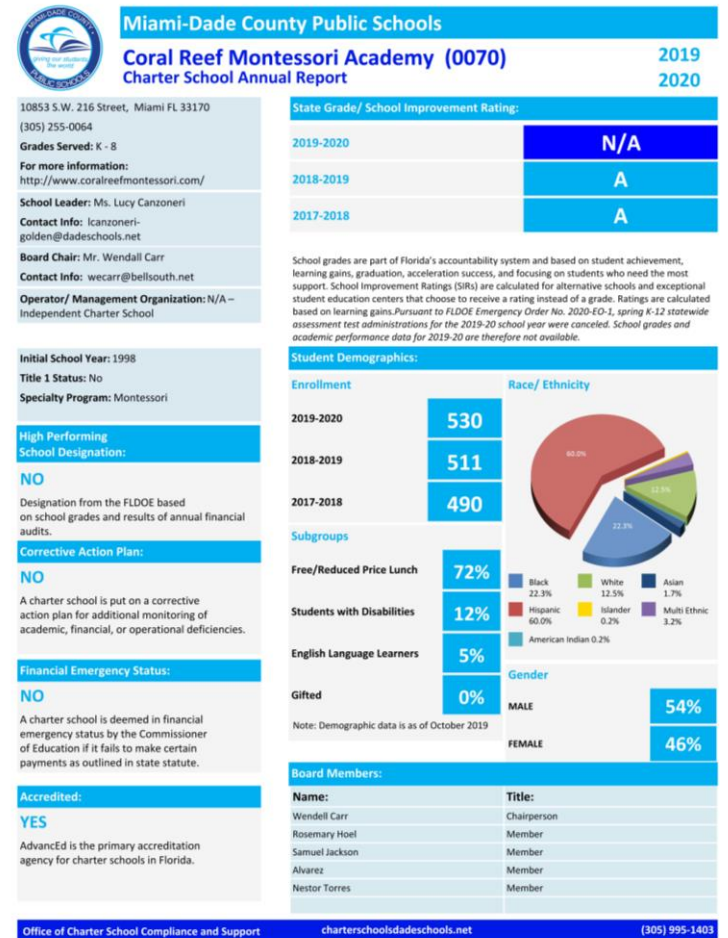 MIAMI-DADE COUNTY
giving our students
the world
PUBLIC SCHOOLS
Miami-Dade County Public Schools
Coral Reef Montessori Academy (0070)
Charter School Annual Report
2019
2020
10853 S.W. 216 Street, Miami FL 33170
(305) 255-0064
Grades Served: K - 8
For more information:
http://www.coralreefmontessori.com/
School Leader: Ms. Lucy Canzoneri
Contact Info: lcanzoneri-
golden@dadeschools.net
Board Chair: Mr. Wendall Carr
Contact Info: wecarr@bellsouth.net
Operator/ Management Organization: N/A –
Independent Charter School
Initial School Year: 1998
Title 1 Status: No
Specialty Program: Montessori
High Performing
School Designation:
NO
Designation from the FLDOE based
on school grades and results of annual financial
audits.
Corrective Action Plan:
NO
A charter school is put on a corrective
action plan for additional monitoring of
academic, financial, or operational deficiencies.
Financial Emergency Status:
NO
A charter school is deemed in financial
emergency status by the Commissioner
of Education if it fails to make certain
payments as outlined in state statute.
Accredited:
YES
AdvancEd is the primary accreditation
agency for charter schools in Florida.
State Grade/ School Improvement Rating:
2019-2020 N/A
2018-2019 A
2017-2018 A
School grades are part of Florida's accountability system and based on student achievement,
learning gains, graduation, acceleration success, and focusing on students who need the most
support. School Improvement Ratings (SIRs) are calculated for alternative schools and exceptional
student education centers that choose to receive a rating instead of a grade. Ratings are calculated
based on learning gains.Pursuant to FLDOE Emergency Order No. 2020-EO-1, spring K-12 statewide
assessment test administrations for the 2019-20 school year were canceled. School grades and
academic performance data for 2019-20 are therefore not available.
Student Demographics:
Enrollment
2019-2020 530
2018-2019 511
2017-2018 490
Subgroups
Free/Reduced Price Lunch 72%
Students with Disabilities 12%
English Language Learners 5%
Gifted 0%
Note: Demographic data is as of October 2019
Race/ Ethnicity
60.0%
12.5%
22.3%
Black White Asian
22.3% 12.5% 1.7%
Hispanic Islander Multi Ethnic
60.0% 0.2% 3.2%
American Indian 0.2%
Gender
MALE 54%
FEMALE 46%
Board Members:
Name: Title:
Wendell Carr Chairperson
Rosemary Hoel Member
Samuel Jackson Member
Alvarez Member
Nestor Torres Member
Office of Charter School Compliance and Support charterschoolsdadeschools.net (305) 995-1403